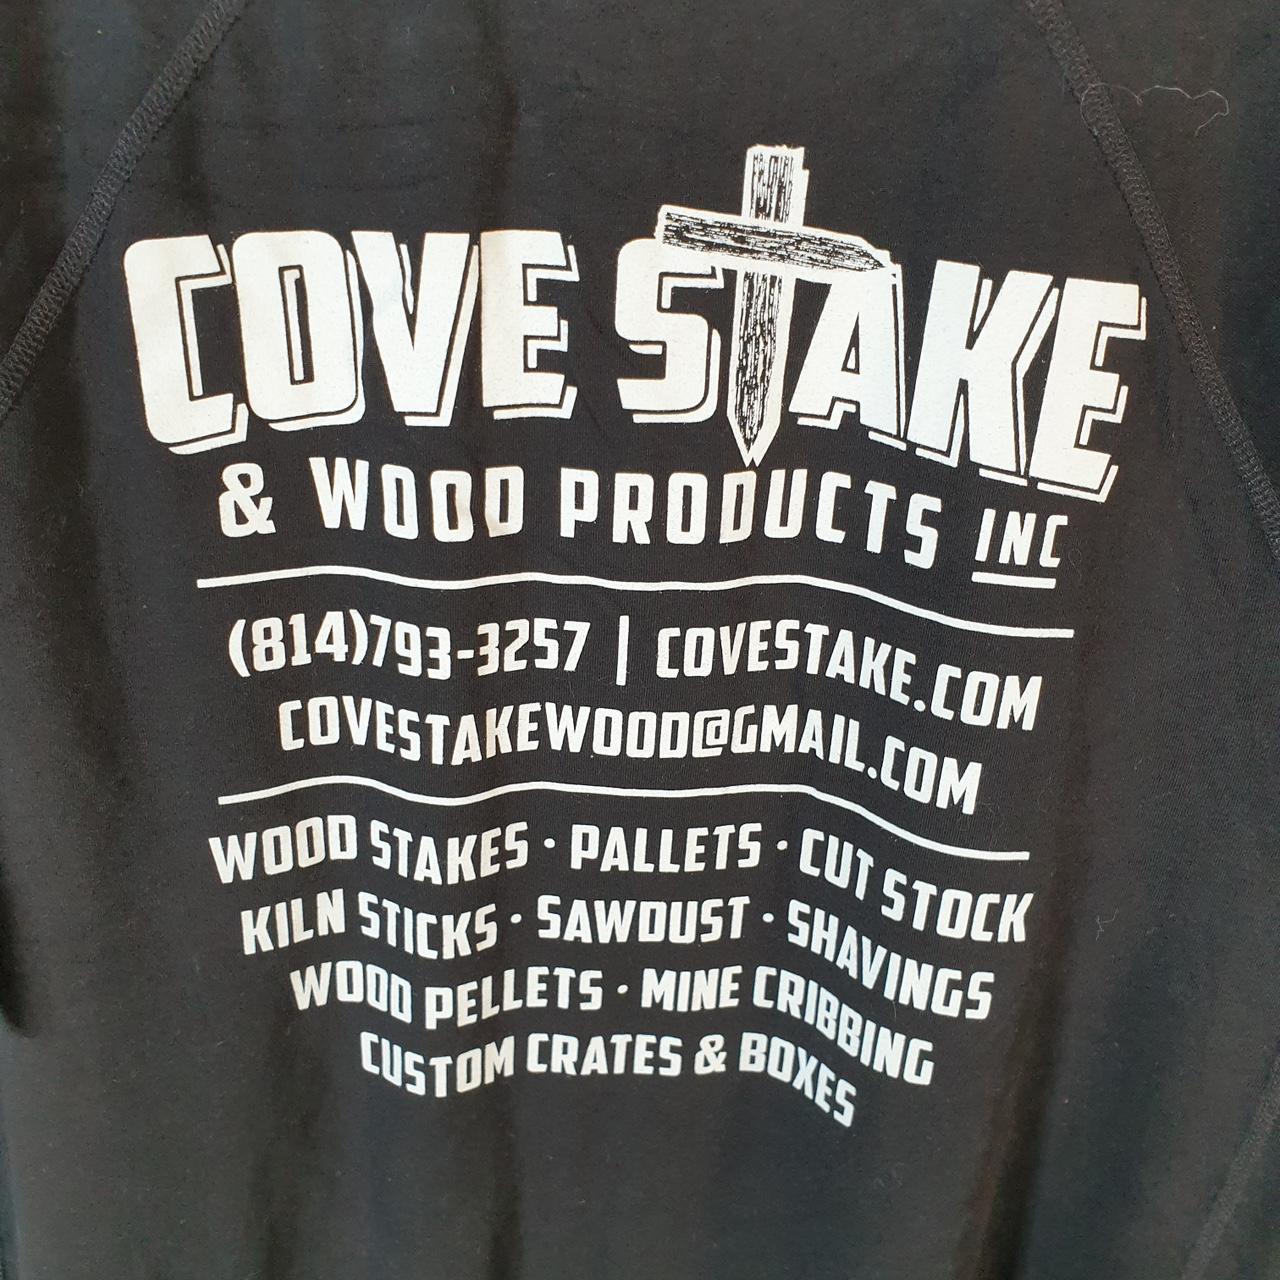 COVE STAKE
& WOOD PRODUCTS INC
(814)793-3257 | COVESTAKE.COM
COVESTAKEWOOD@GMAIL.COM
WOOD STAKES · PALLETS · CUT STOCK
KILN STICKS · SAWDUST · SHAVINGS
WOOD PELLETS · MINE CRIBBING
CUSTOM CRATES & BOXES